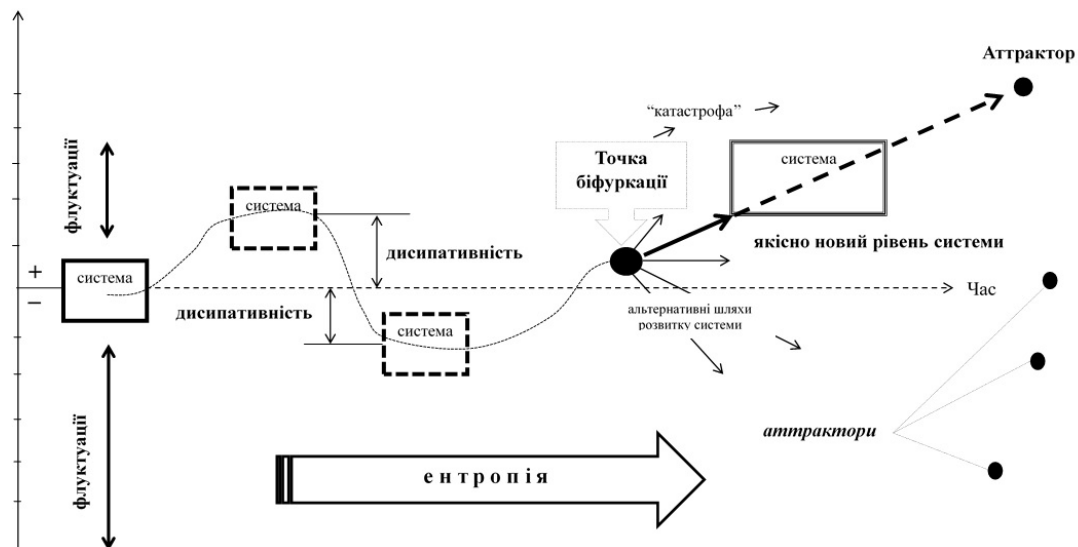 Аттрактор
“катастрофа”
Точка
біфуркації
система
флуктуації
система
дисипативність
якісно новий рівень системи
+
система
–
Час
дисипативність
система
альтернативні шляхи
розвитку системи
аттрактори
флуктуації
ентропія